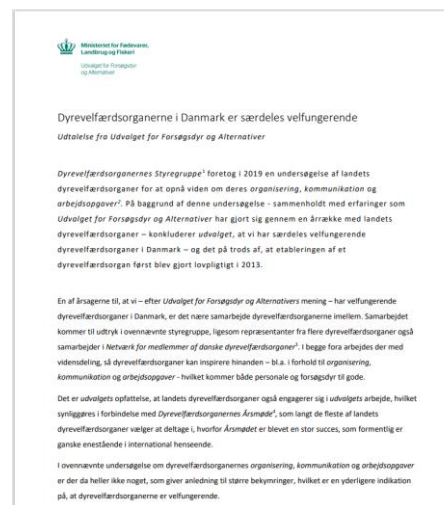 Ministeriet for Fødevarer,
Landbrug og Fiskeri
Udvalget for Forsøgsdyr
og Alternativer
Dyrevelfærdsorganerne i Danmark er særdeles velfungerende
Udtalelse fra Udvalget for Forsøgsdyr og Alternativer
Dyrevelfærdsorganernes Styregruppe¹ foretog i 2019 en undersøgelse af landets
dyrevelfærdsorganer for at opnå viden om deres organisering, kommunikation og
arbejdsopgaver². På baggrund af denne undersøgelse - sammenholdt med erfaringer som
Udvalget for Forsøgsdyr og Alternativer har gjort sig gennem en årrække med landets
dyrevelfærdsorganer – konkluderer udvalget, at vi har særdeles velfungerende
dyrevelfærdsorganer i Danmark – og det på trods af, at etableringen af et
dyrevelfærdsorgan først blev gjort lovpligtigt i 2013.
En af årsagerne til, at vi – efter Udvalget for Forsøgsdyr og Alternativers mening – har velfungerende
dyrevelfærdsorganer i Danmark, er det nære samarbejde dyrevelfærdsorganerne imellem. Samarbejdet
kommer til udtryk i ovennævnte styregruppe, ligesom repræsentanter fra flere dyrevelfærdsorganer også
samarbejder i Netværk for medlemmer af danske dyrevelfærdsorganer³. I begge fora arbejdes der med
vidensdeling, så dyrevelfærdsorganer kan inspirere hinanden – bl.a. i forhold til organisering,
kommunikation og arbejdsopgaver - hvilket kommer både personale og forsøgsdyr til gode.
Det er udvalgets opfattelse, at landets dyrevelfærdsorganer også engagerer sig i udvalgets arbejde, hvilket
synliggøres i forbindelse med Dyrevelfærdsorganernes Årsmøde⁴, som langt de fleste af landets
dyrevelfærdsorganer vælger at deltage i, hvorfor Årsmødet er blevet en stor succes, som formentlig er
ganske enestående i international henseende.
I ovennævnte undersøgelse om dyrevelfærdsorganernes organisering, kommunikation og arbejdsopgaver
er der da heller ikke noget, som giver anledning til større bekymringer, hvilket er en yderligere indikation
på, at dyrevelfærdsorganerne er velfungerende.